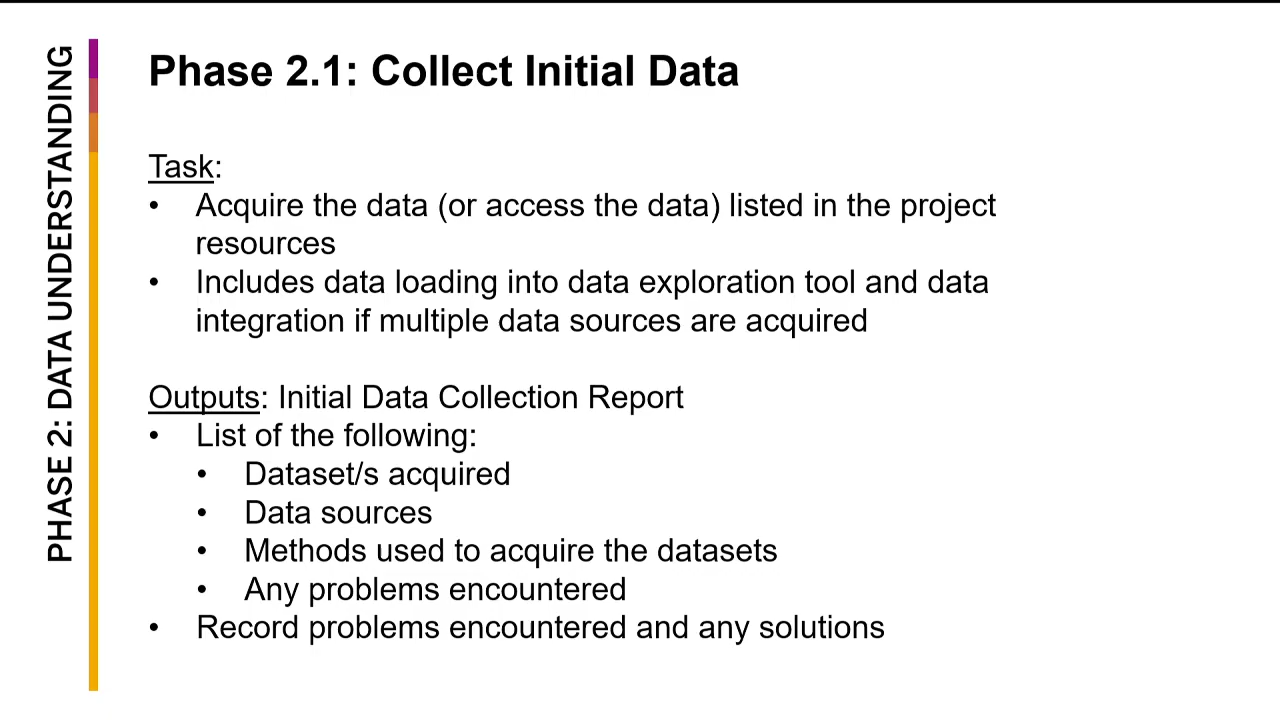 PHASE 2: DATA UNDERSTANDING
Phase 2.1: Collect Initial Data
Task:
• Acquire the data (or access the data) listed in the project
resources
• Includes data loading into data exploration tool and data
integration if multiple data sources are acquired
Outputs: Initial Data Collection Report
• List of the following:
• Dataset/s acquired
• Data sources
• Methods used to acquire the datasets
• Any problems encountered
• Record problems encountered and any solutions